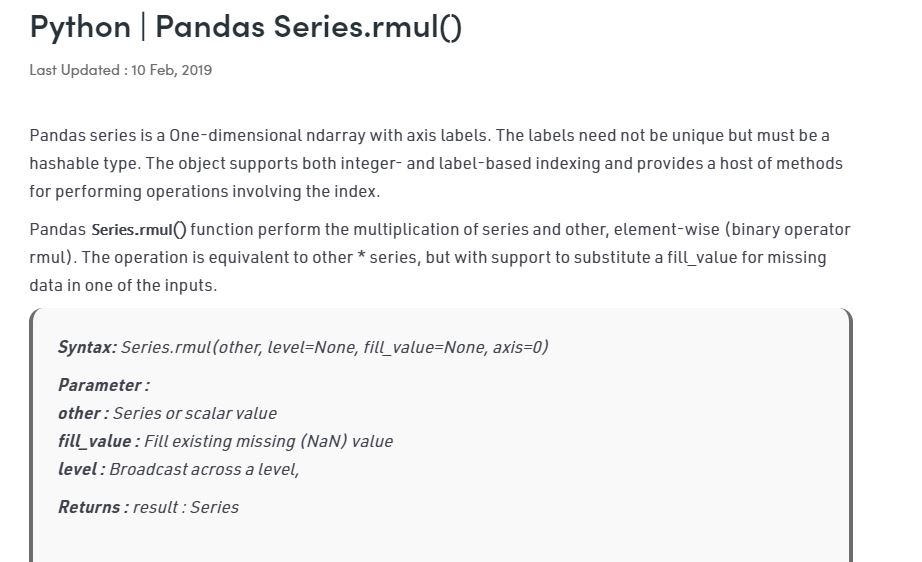 Python | Pandas Series.rmul()
Last Updated : 10 Feb, 2019
Pandas series is a One-dimensional ndarray with axis labels. The labels need not be unique but must be a
hashable type. The object supports both integer- and label-based indexing and provides a host of methods
for performing operations involving the index.
Pandas Series.rmul() function perform the multiplication of series and other, element-wise (binary operator
rmul). The operation is equivalent to other * series, but with support to substitute a fill_value for missing
data in one of the inputs.
Syntax: Series.rmul(other, level=None, fill_value=None, axis=0)
Parameter :
other : Series or scalar value
fill_value : Fill existing missing (NaN) value
level : Broadcast across a level,
Returns : result : Series